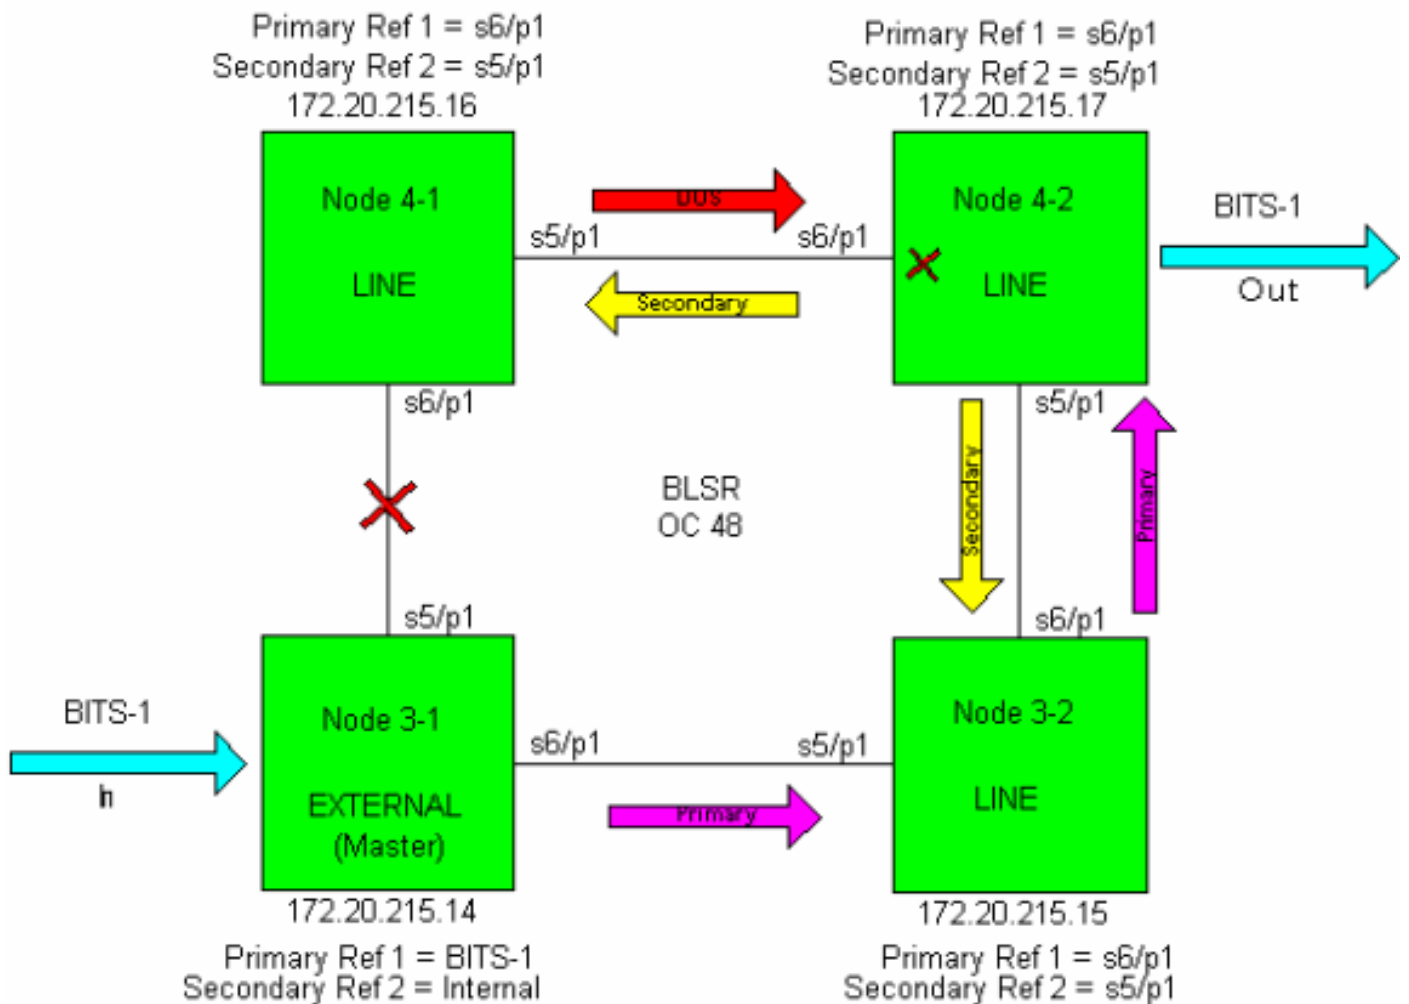 Primary Ref 1 = s6/p1
Secondary Ref 2 = s5/p1
172.20.215.16
Primary Ref 1 = s6/p1
Secondary Ref 2 = s5/p1
172.20.215.17
Node 4-1
LINE
DUS
s5/p1
s6/p1
Secondary
Node 4-2
LINE
BITS-1
Out
s6/p1
s5/p1
BLSR
OC 48
Secondary
Primary
s5/p1
s6/p1
BITS-1
In
Node 3-1
EXTERNAL
(Master)
s6/p1
s5/p1
Primary
Node 3-2
LINE
172.20.215.14
Primary Ref 1 = BITS-1
Secondary Ref 2 = Internal
172.20.215.15
Primary Ref 1 = s6/p1
Secondary Ref 2 = s5/p1